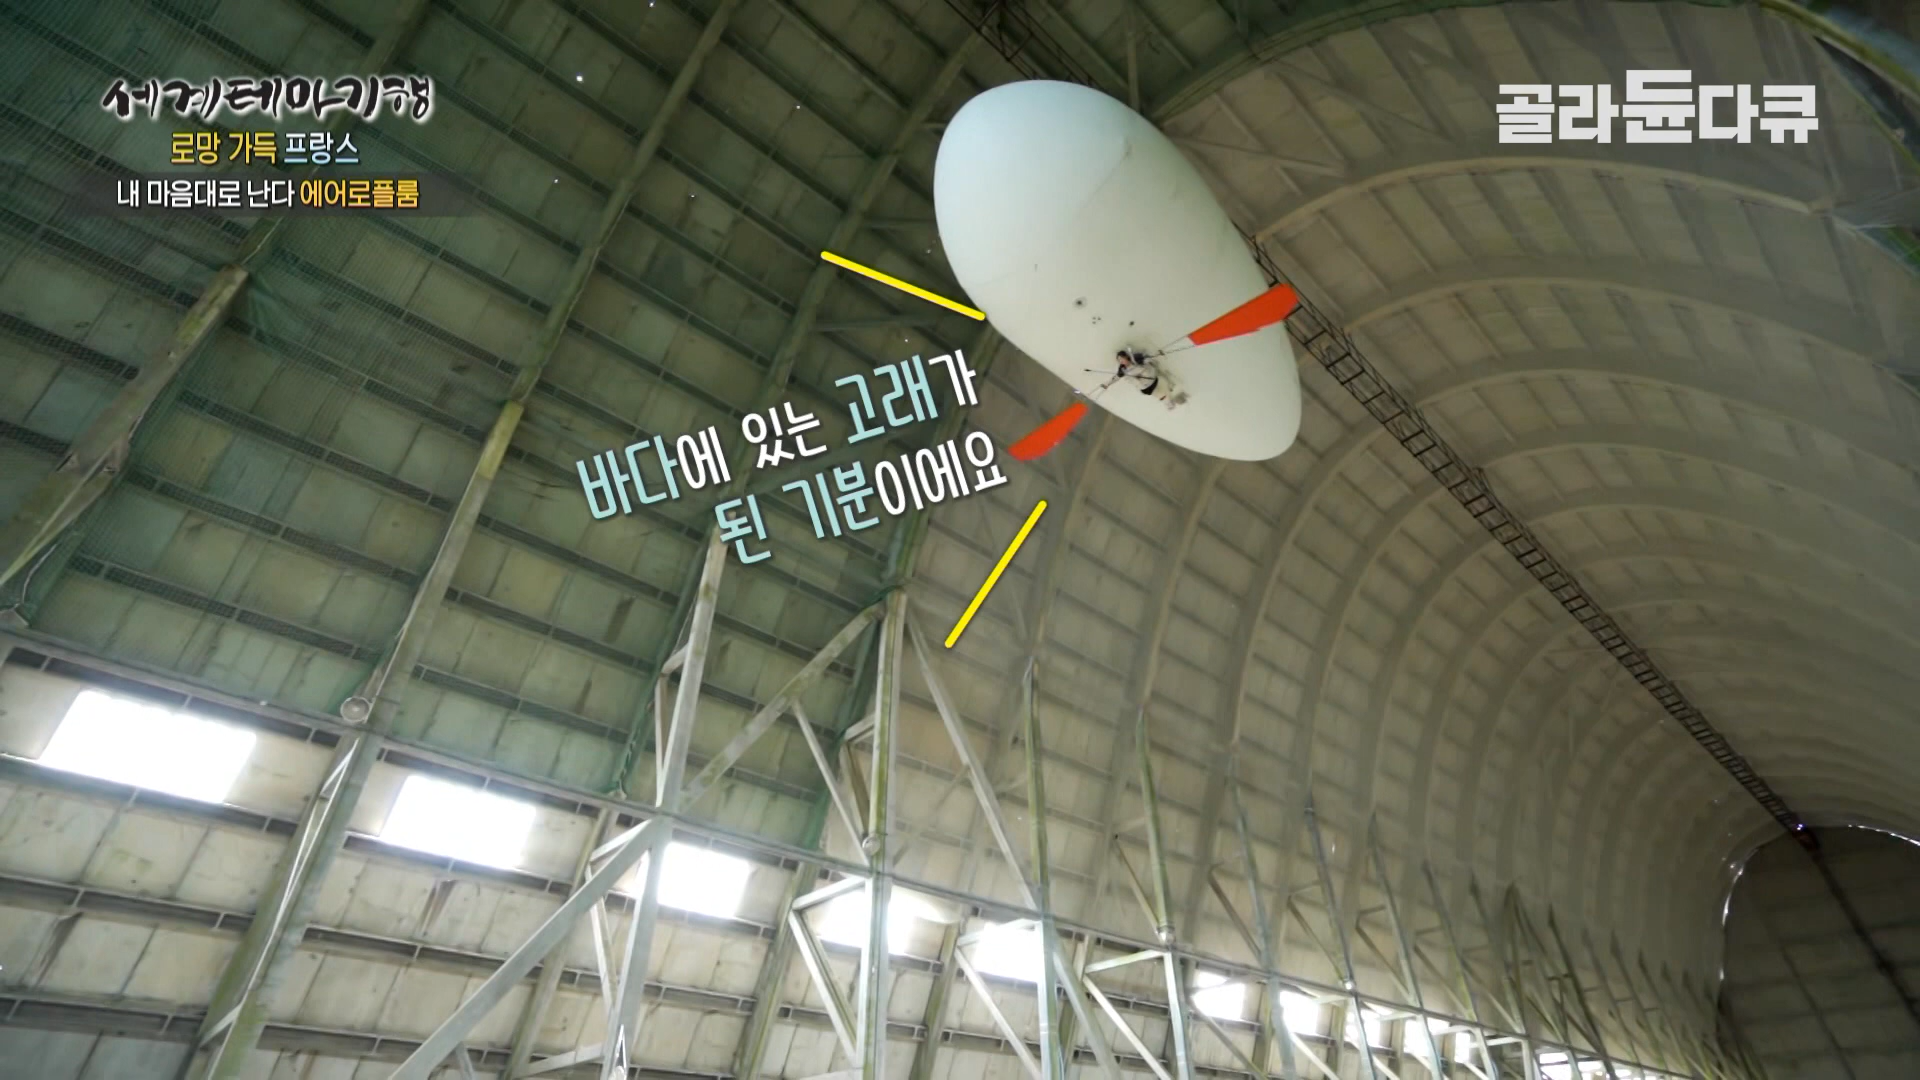 세계테마기행
로망 가득 프랑스
내 마음대로 난다 에어로플룸
골라듄다큐
바다에 있는 고래가
된 기분이에요